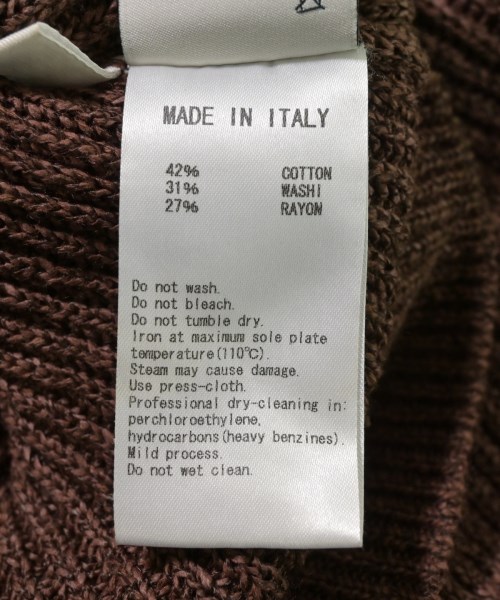 MADE IN ITALY
42% COTTON
31% WASHI
27% RAYON
Do not wash.
Do not bleach.
Do not tumble dry.
Iron at maximum sole plate
temperature(110℃).
Steam may cause damage.
Use press-cloth.
Professional dry-cleaning in:
perchloroethylene,
hydrocarbons(heavy benzines).
Mild process.
Do not wet clean.